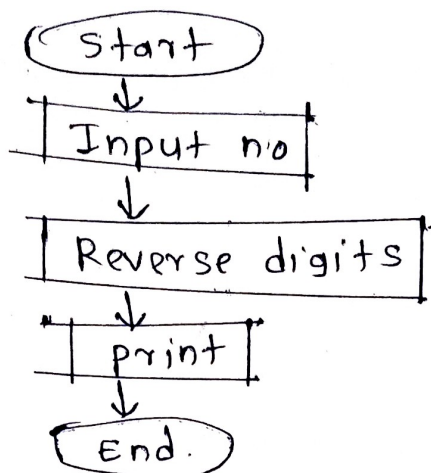 Start
Input no
Reverse digits
print
End.